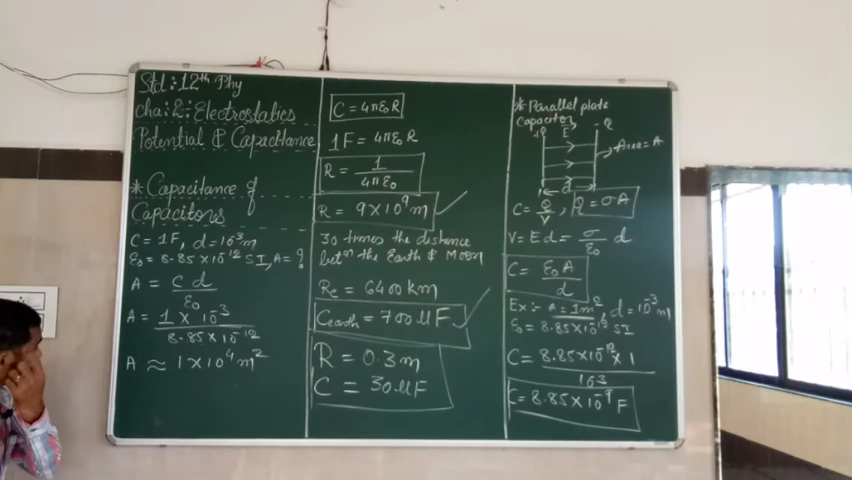 Std:12th Phy
cha:2:Electrostatics
Potential & Capacitance
* Capacitance of
Capacitors
C = 1F, d = 10⁻³m
ε₀ = 8.85×10⁻¹² SI, A = ?
A = C d / ε₀
A = 1 × 10⁻³ / 8.85×10⁻¹²
A ≈ 1×10⁴ m²
C = 4πε₀R
1F = 4πε₀R
R = 1 / 4πε₀
R = 9×10⁹ m
30 times the distance
betⁿ the Earth & Moon
Re = 6400 km
Cearth = 700 μF
R = 0.3m
C = 30 μF
* Parallel plate
Capacitor
+Q E⃗ -Q
Area = A
d
C = Q/V, Q = σA
V = Ed = σ/ε₀ d
C = ε₀A / d
Ex:- A = 1m², d = 10⁻³m
ε₀ = 8.85×10⁻¹² SI
C = 8.85×10⁻¹² × 1 / 10⁻³
C = 8.85×10⁻⁹ F